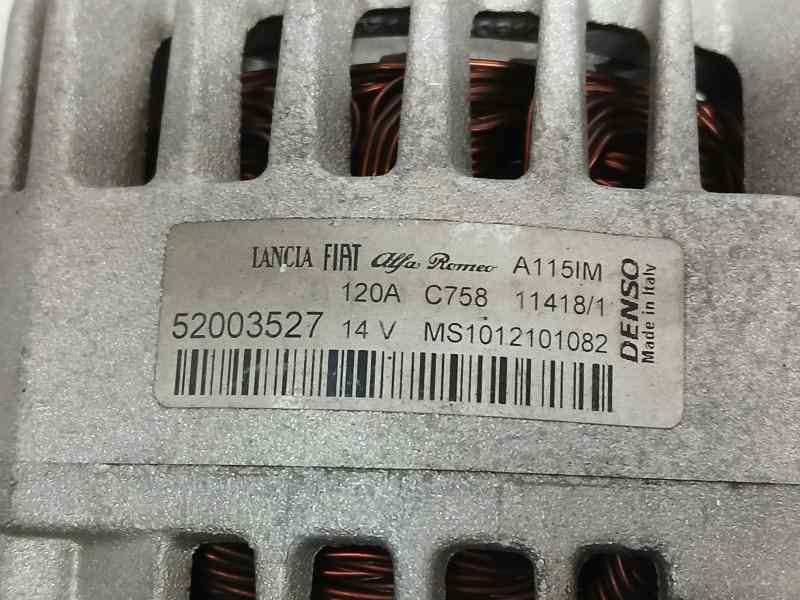 LANCIA FIAT Alfa Romeo A115IM
120A C758 11418/1
52003527 14 V MS1012101082
DENSO
Made in Italy